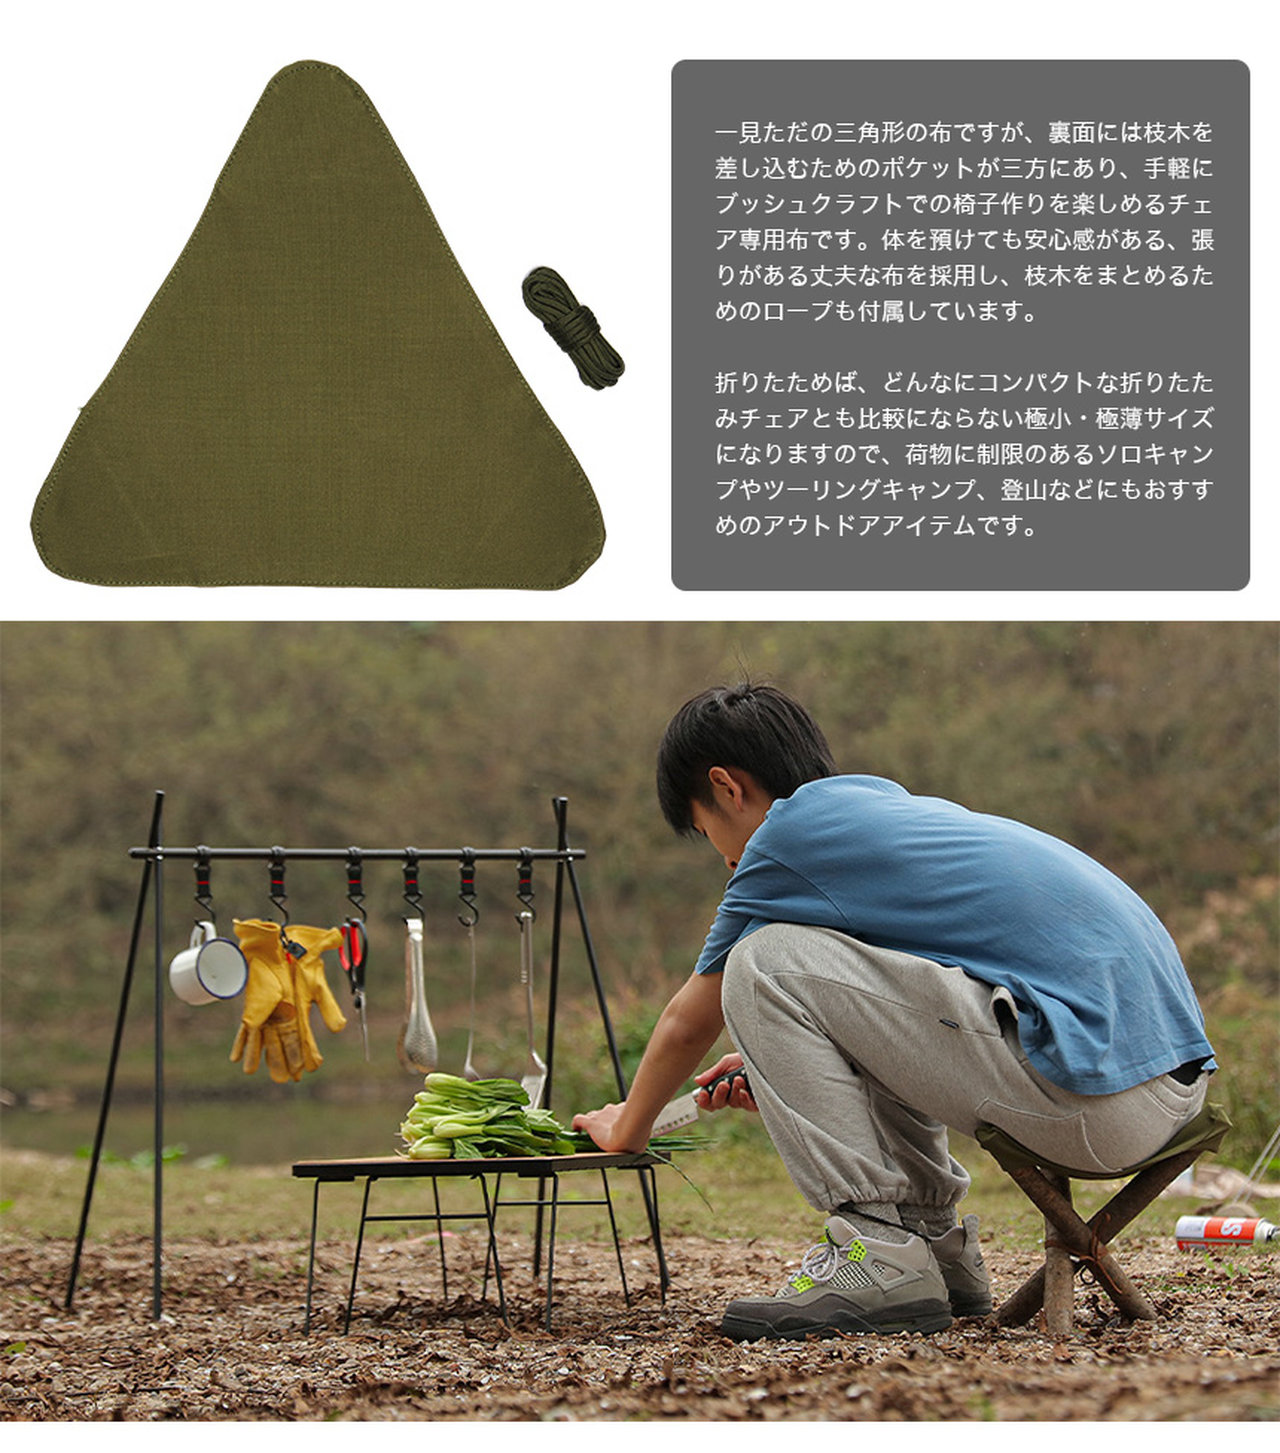 一見ただの三角形の布ですが、裏面には枝木を
差し込むためのポケットが三方にあり、手軽に
ブッシュクラフトでの椅子作りを楽しめるチェ
ア専用布です。体を預けても安心感がある、張
りがある丈夫な布を採用し、枝木をまとめるた
めのロープも付属しています。
折りたためば、どんなにコンパクトな折りたた
みチェアとも比較にならない極小・極薄サイズ
になりますので、荷物に制限のあるソロキャン
プやツーリングキャンプ、登山などにもおすす
めのアウトドアアイテムです。